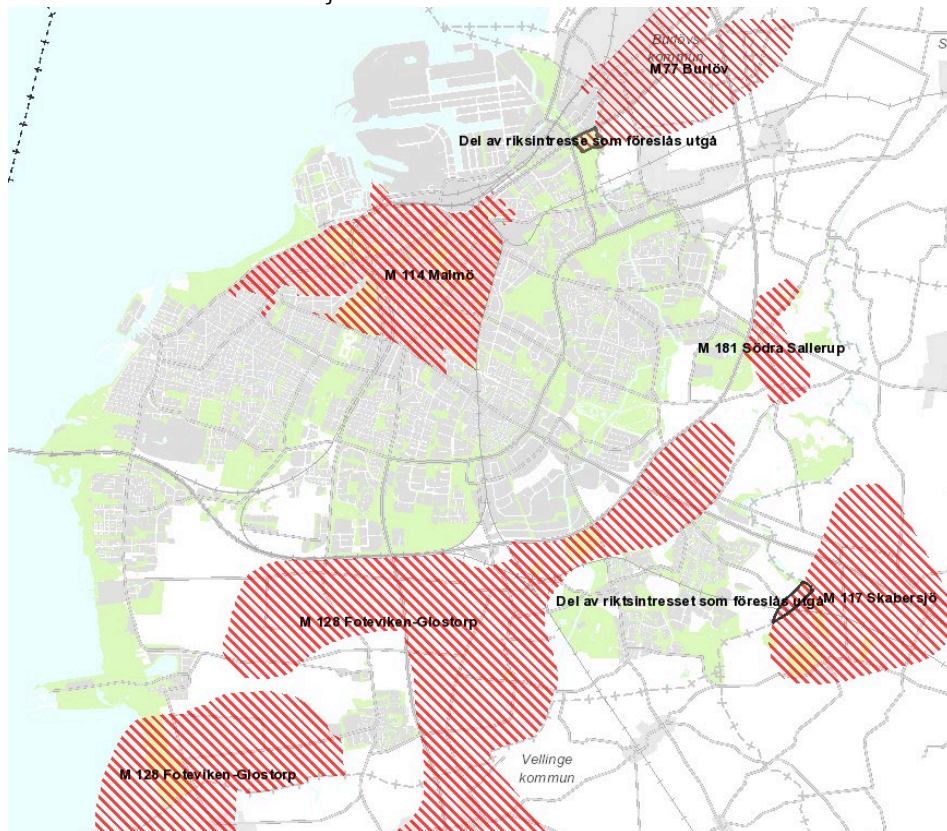 Burlövs
kommun
M77 Burlöv
Del av riksintresse som föreslås utgå
M 114 Malmö
M 181 Södra Sallerup
Del av riktsintresset som föreslås utgå
M 117 Skabersjö
M 128 Foteviken-Glostorp
Vellinge
kommun
M 128 Foteviken-Glostorp